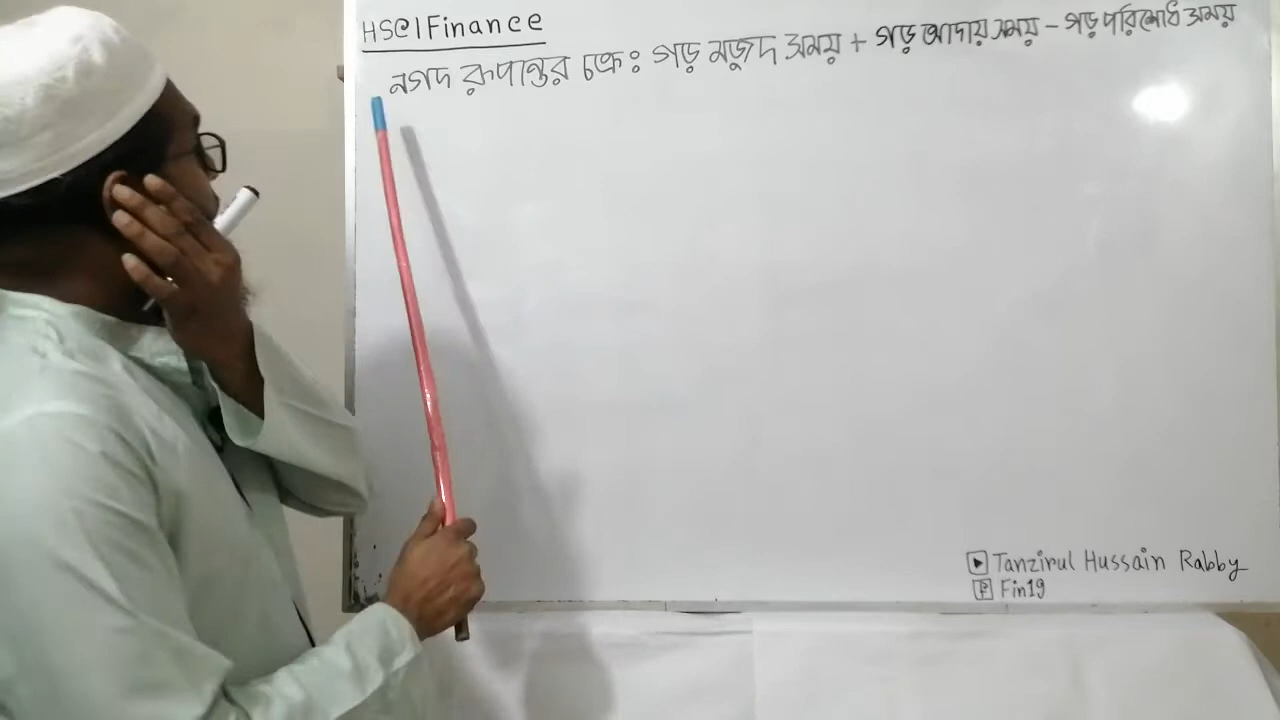 HSC | Finance
নগদ রূপান্তর চক্র: গড় মজুদ সময় + গড় আদায় সময় - গড় পরিশোধ সময়
Tanzirul Hussain Rabby
F Fin19